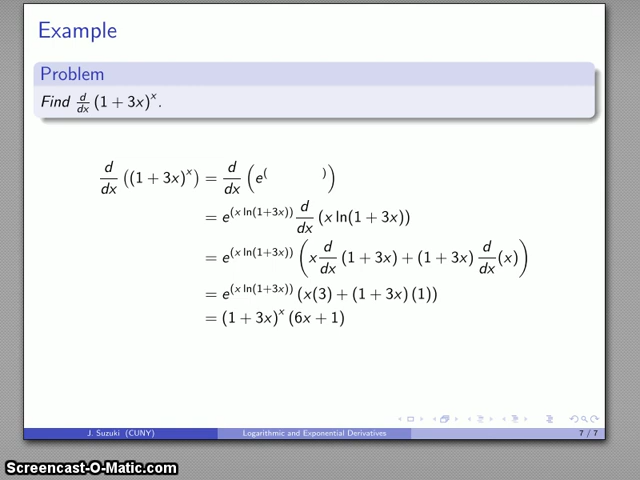 Example
Problem
Find d/dx (1 + 3x)^x.
d/dx ((1 + 3x)^x) = d/dx (e^( ))
= e^(x ln(1+3x)) d/dx (x ln(1 + 3x))
= e^(x ln(1+3x)) (x d/dx (1 + 3x) + (1 + 3x) d/dx (x))
= e^(x ln(1+3x)) (x(3) + (1 + 3x) (1))
= (1 + 3x)^x (6x + 1)
J. Suzuki (CUNY) Logarithmic and Exponential Derivatives 7 / 7
Screencast-O-Matic.com